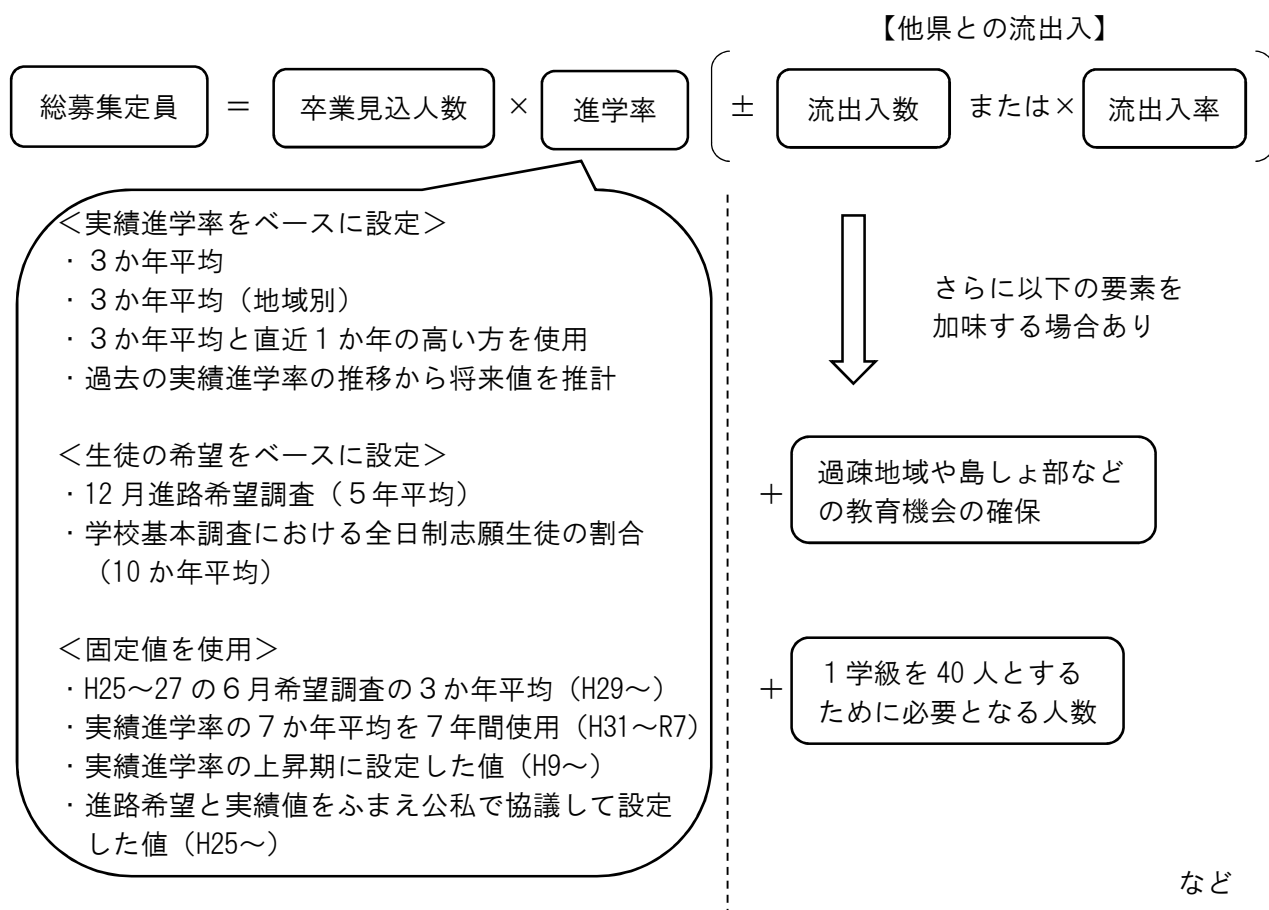 【他県との流出入】
総募集定員 ＝ 卒業見込人数 × 進学率 ± 流出入数 または× 流出入率
＜実績進学率をベースに設定＞
・３か年平均
・３か年平均（地域別）
・３か年平均と直近１か年の高い方を使用
・過去の実績進学率の推移から将来値を推計
＜生徒の希望をベースに設定＞
・12 月進路希望調査（５年平均）
・学校基本調査における全日制志願生徒の割合
（10 か年平均）
＜固定値を使用＞
・H25～27 の６月希望調査の３か年平均（H29～）
・実績進学率の７か年平均を７年間使用（H31～R7）
・実績進学率の上昇期に設定した値（H9～）
・進路希望と実績値をふまえ公私で協議して設定
した値（H25～）
さらに以下の要素を
加味する場合あり
＋ 過疎地域や島しょ部など
の教育機会の確保
＋ １学級を 40 人とする
ために必要となる人数
など